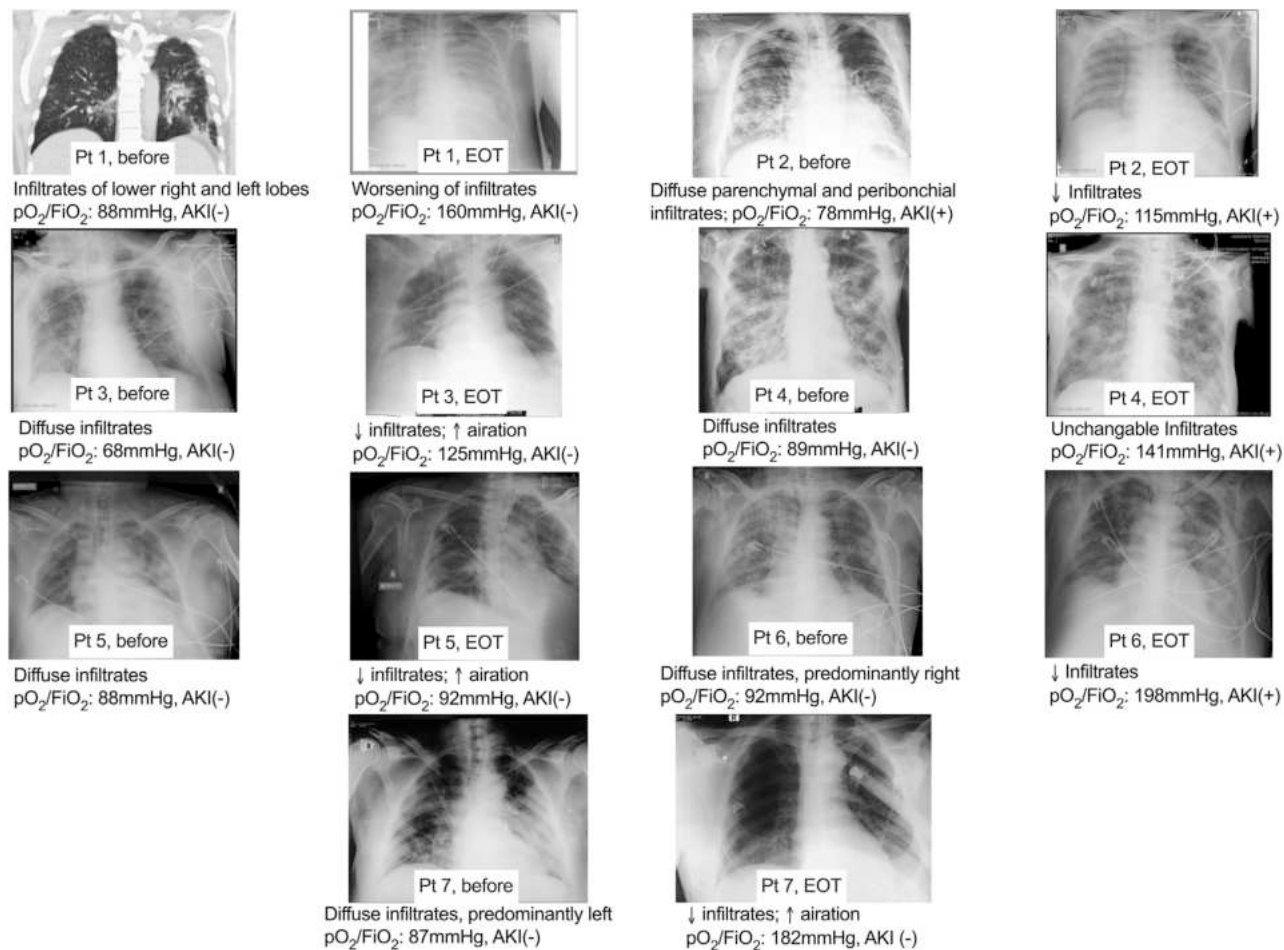 Pt 1, before
Infiltrates of lower right and left lobes
pO₂/FiO₂: 88mmHg, AKI(-)
Pt 1, EOT
Worsening of infiltrates
pO₂/FiO₂: 160mmHg, AKI(-)
Pt 2, before
Diffuse parenchymal and peribonchial
infiltrates; pO₂/FiO₂: 78mmHg, AKI(+)
Pt 2, EOT
↓ Infiltrates
pO₂/FiO₂: 115mmHg, AKI(+)
Pt 3, before
Diffuse infiltrates
pO₂/FiO₂: 68mmHg, AKI(-)
Pt 3, EOT
↓ infiltrates; ↑ airation
pO₂/FiO₂: 125mmHg, AKI(-)
Pt 4, before
Diffuse infiltrates
pO₂/FiO₂: 89mmHg, AKI(-)
Pt 4, EOT
Unchangable Infiltrates
pO₂/FiO₂: 141mmHg, AKI(+)
Pt 5, before
Diffuse infiltrates
pO₂/FiO₂: 88mmHg, AKI(-)
Pt 5, EOT
↓ infiltrates; ↑ airation
pO₂/FiO₂: 92mmHg, AKI(-)
Pt 6, before
Diffuse infiltrates, predominantly right
pO₂/FiO₂: 92mmHg, AKI(-)
Pt 6, EOT
↓ Infiltrates
pO₂/FiO₂: 198mmHg, AKI(+)
Pt 7, before
Diffuse infiltrates, predominantly left
pO₂/FiO₂: 87mmHg, AKI(-)
Pt 7, EOT
↓ infiltrates; ↑ airation
pO₂/FiO₂: 182mmHg, AKI (-)